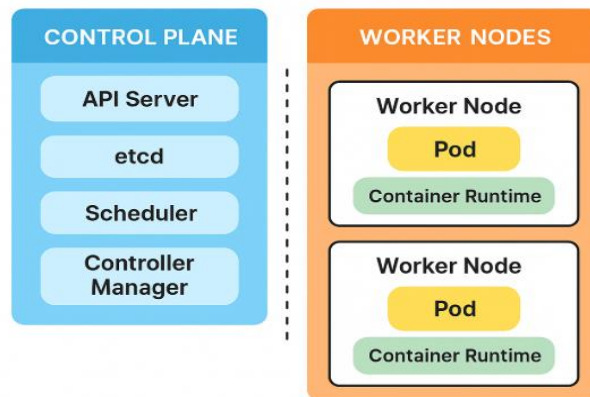 CONTROL PLANE
API Server
etcd
Scheduler
Controller
Manager
WORKER NODES
Worker Node
Pod
Container Runtime
Worker Node
Pod
Container Runtime